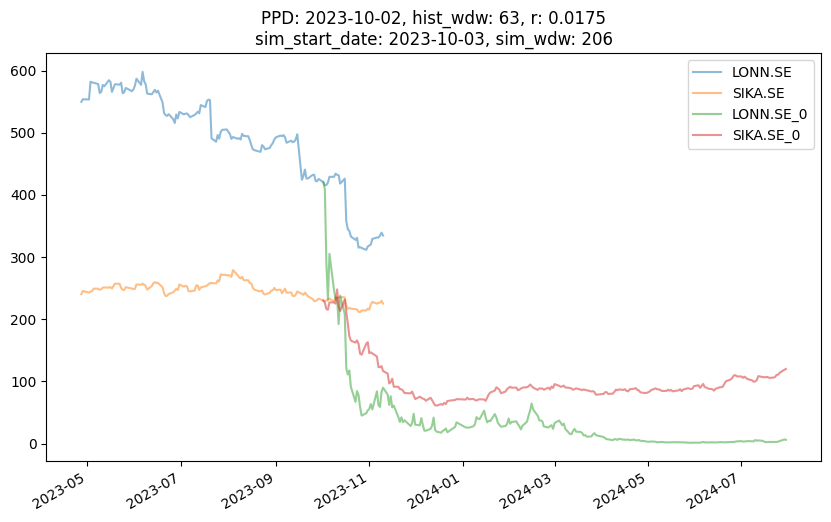 PPD: 2023-10-02, hist_wdw: 63, r: 0.0175
sim_start_date: 2023-10-03, sim_wdw: 206
LONN.SE
SIKA.SE
LONN.SE_0
SIKA.SE_0
600
500
400
300
200
100
0
2023-05
2023-07
2023-09
2023-11
2024-01
2024-03
2024-05
2024-07